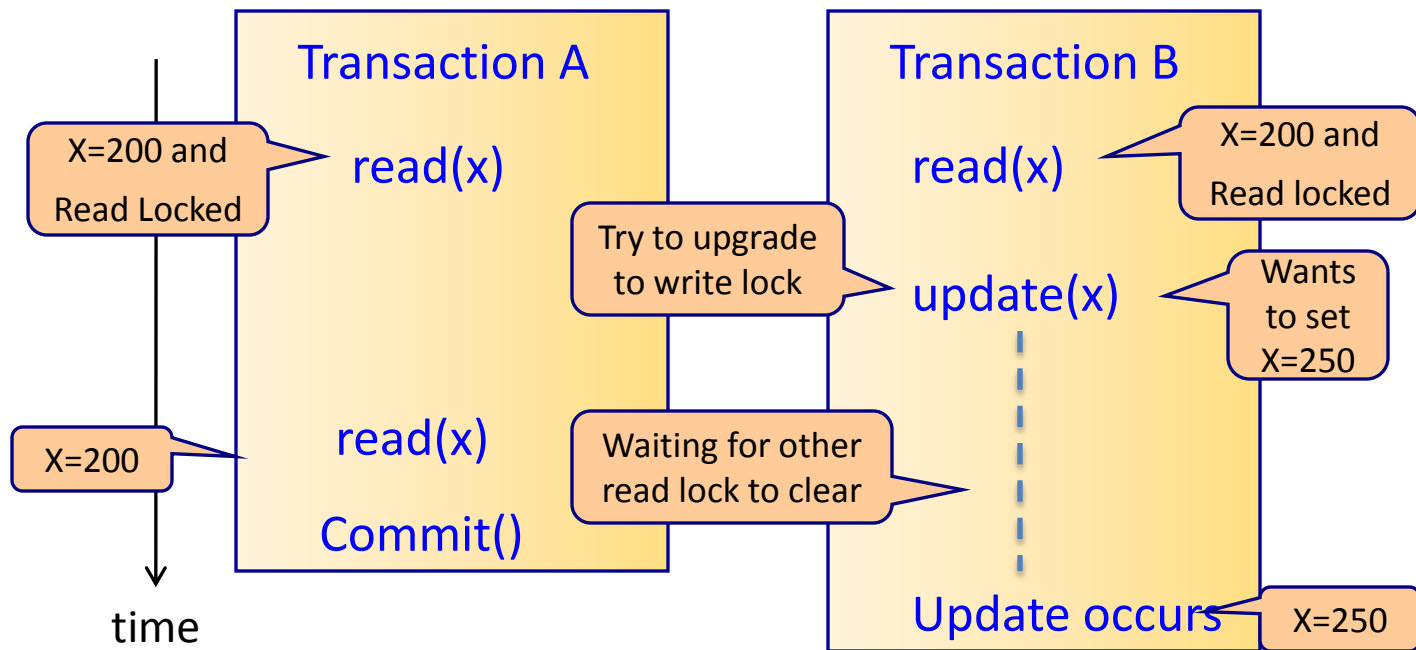 Transaction A
Transaction B
X=200 and
Read Locked
read(x)
read(x)
X=200 and
Read locked
Try to upgrade
to write lock
update(x)
Wants
to set
X=250
X=200
read(x)
Waiting for other
read lock to clear
Commit()
time
Update occurs
X=250